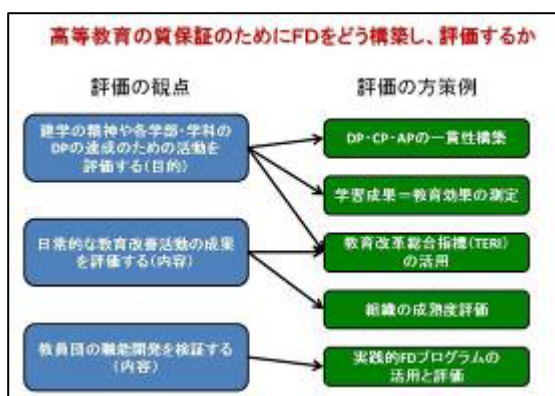 高等教育の質保証のためにFDをどう構築し、評価するか
評価の観点
評価の方策例
建学の精神や各学部・学科の
DPの達成のための活動を
評価する(目的)
日常的な教育改善活動の成果
を評価する(内容)
教員団の職能開発を検証する
(内容)
DP・CP・APの一貫性構築
学習成果＝教育効果の測定
教育改革総合指標(TERI)
の活用
組織の成熟度評価
実践的FDプログラムの
活用と評価